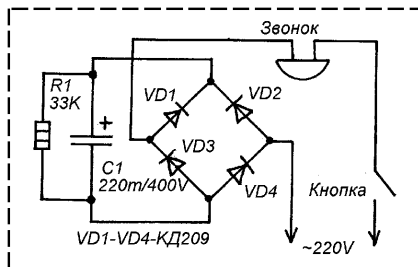 Звонок
R1
33K
VD1
VD2
+
VD3
VD4
C1
220m/400V
Кнопка
~220V
VD1-VD4-КД209